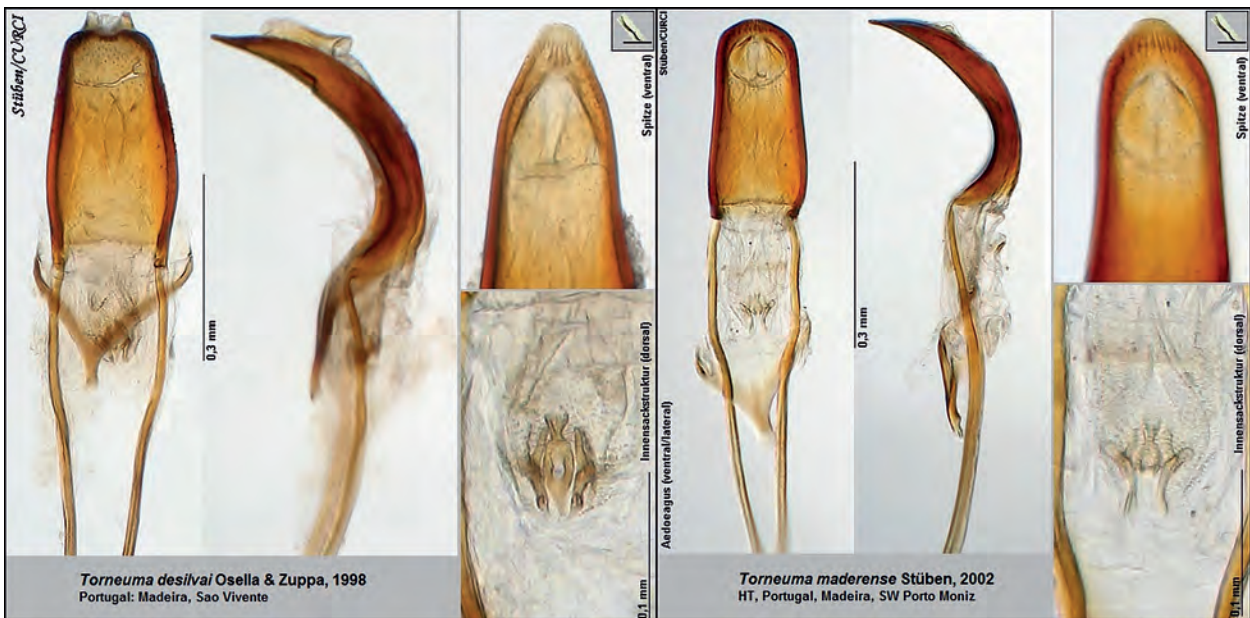 Stüben/CURCI
0,3 mm
Spitze (ventral)
Innensackstruktur (dorsal)
0,1 mm
Torneuma desilvai Osella & Zuppa, 1998
Portugal: Madeira, Sao Vivente
Stüben/CURCI
Aedoeagus (ventral/lateral)
0,3 mm
Spitze (ventral)
Innensackstruktur (dorsal)
0,1 mm
Torneuma maderense Stüben, 2002
HT, Portugal, Madeira, SW Porto Moniz